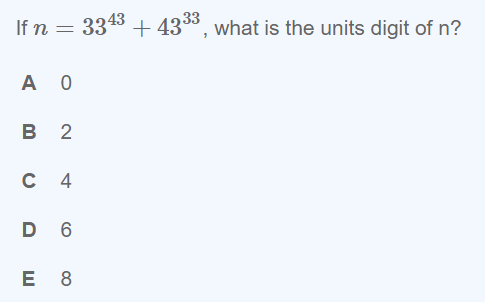 If n = 33^43 + 43^33, what is the units digit of n?
A 0
B 2
C 4
D 6
E 8